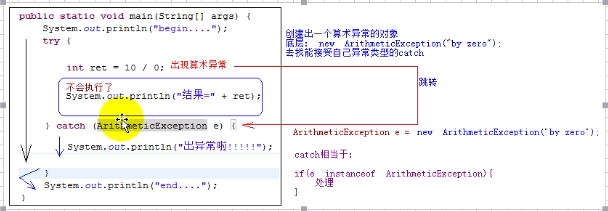 public static void main(String[] args) {
System.out.println("begin....");
try {
int ret = 10 / 0; 出现算术异常
不会执行了
System.out.println("结果=" + ret);
} catch (ArithmeticException e) {
System.out.println("出异常啦!!!!!");
}
System.out.println("end....");
}
创建出一个算术异常的对象
底层: new ArithmeticException("by zero");
去找能接受自己异常类型的catch
跳转
ArithmeticException e = new ArithmeticException("by zero");
catch相当于:
if(e instanceof ArithmeticException){
处理
}